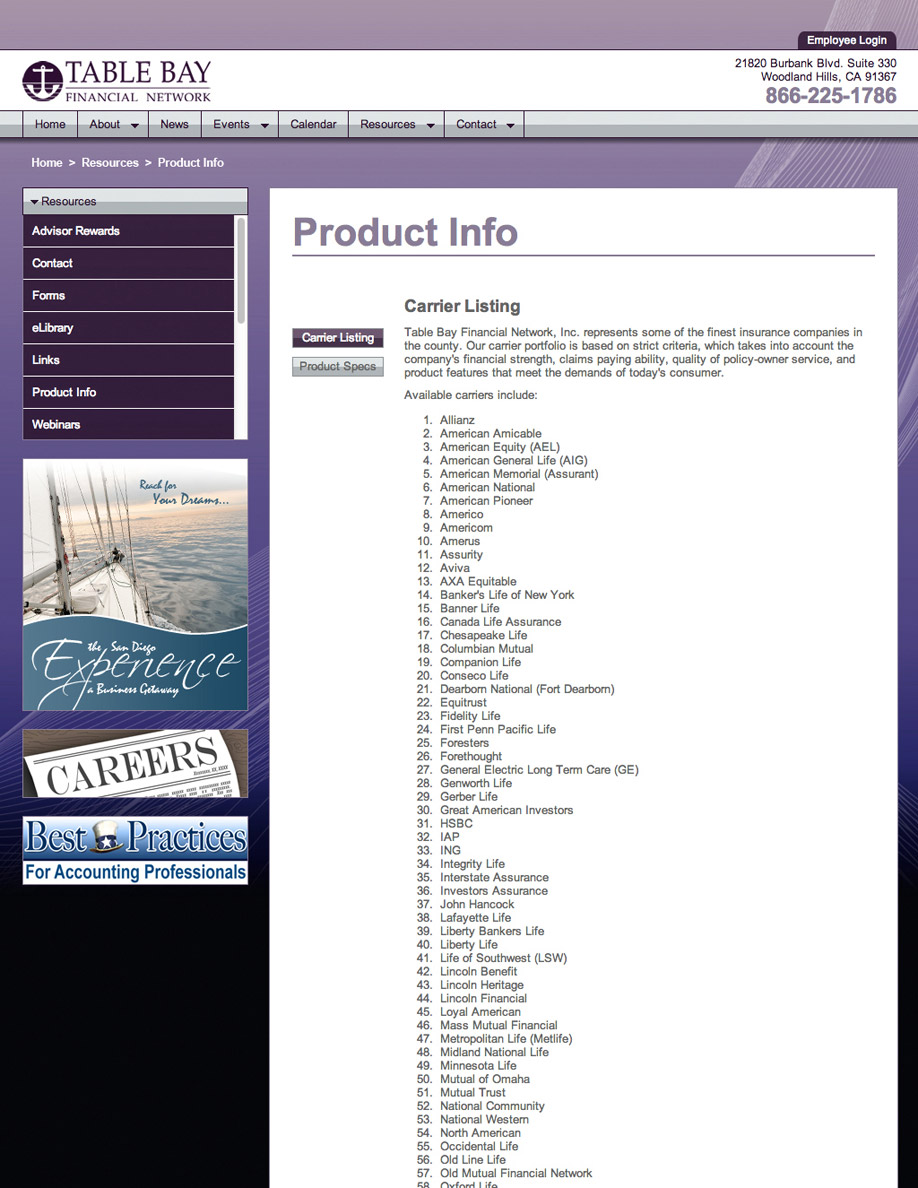 Employee Login
TABLE BAY
FINANCIAL NETWORK
21820 Burbank Blvd. Suite 330
Woodland Hills, CA 91367
866-225-1786
Home About News Events Calendar Resources Contact
Home > Resources > Product Info
Resources
Advisor Rewards
Contact
Forms
eLibrary
Links
Product Info
Webinars
Reach for
Your Dreams...
the San Diego
Experience
a Business Getaway
CAREERS
Best Practices
For Accounting Professionals
Product Info
Carrier Listing
Product Specs
Carrier Listing
Table Bay Financial Network, Inc. represents some of the finest insurance companies in
the county. Our carrier portfolio is based on strict criteria, which takes into account the
company's financial strength, claims paying ability, quality of policy-owner service, and
product features that meet the demands of today's consumer.
Available carriers include:
1. Allianz
2. American Amicable
3. American Equity (AEL)
4. American General Life (AIG)
5. American Memorial (Assurant)
6. American National
7. American Pioneer
8. Americo
9. Americom
10. Amerus
11. Assurity
12. Aviva
13. AXA Equitable
14. Banker's Life of New York
15. Banner Life
16. Canada Life Assurance
17. Chesapeake Life
18. Columbian Mutual
19. Companion Life
20. Conseco Life
21. Dearborn National (Fort Dearborn)
22. Equitrust
23. Fidelity Life
24. First Penn Pacific Life
25. Foresters
26. Forethought
27. General Electric Long Term Care (GE)
28. Genworth Life
29. Gerber Life
30. Great American Investors
31. HSBC
32. IAP
33. ING
34. Integrity Life
35. Interstate Assurance
36. Investors Assurance
37. John Hancock
38. Lafayette Life
39. Liberty Bankers Life
40. Liberty Life
41. Life of Southwest (LSW)
42. Lincoln Benefit
43. Lincoln Heritage
44. Lincoln Financial
45. Loyal American
46. Mass Mutual Financial
47. Metropolitan Life (Metlife)
48. Midland National Life
49. Minnesota Life
50. Mutual of Omaha
51. Mutual Trust
52. National Community
53. National Western
54. North American
55. Occidental Life
56. Old Line Life
57. Old Mutual Financial Network
58. Oxford Life